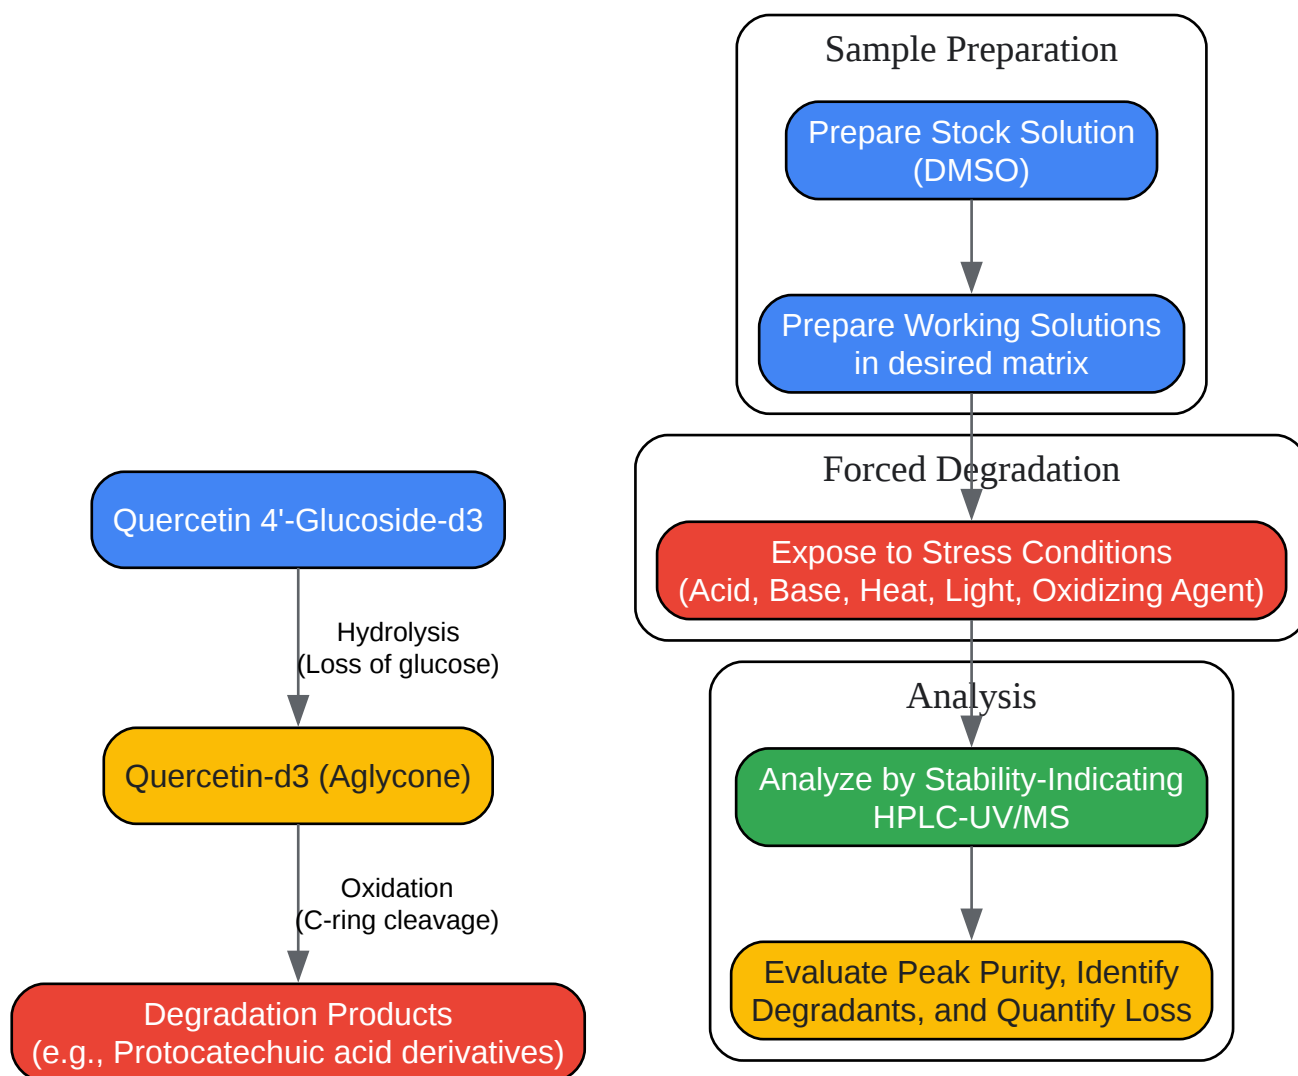 Quercetin 4'-Glucoside-d3
Hydrolysis
(Loss of glucose)
Quercetin-d3 (Aglycone)
Oxidation
(C-ring cleavage)
Degradation Products
(e.g., Protocatechuic acid derivatives)
Sample Preparation
Prepare Stock Solution
(DMSO)
Prepare Working Solutions
in desired matrix
Forced Degradation
Expose to Stress Conditions
(Acid, Base, Heat, Light, Oxidizing Agent)
Analysis
Analyze by Stability-Indicating
HPLC-UV/MS
Evaluate Peak Purity, Identify
Degradants, and Quantify Loss